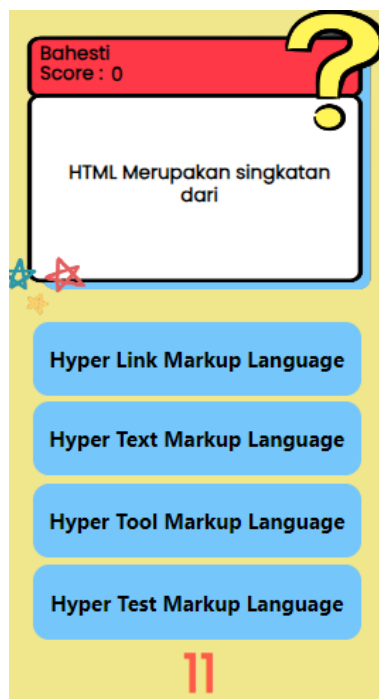 Bahesti
Score : 0
?
HTML Merupakan singkatan
dari
Hyper Link Markup Language
Hyper Text Markup Language
Hyper Tool Markup Language
Hyper Test Markup Language
11